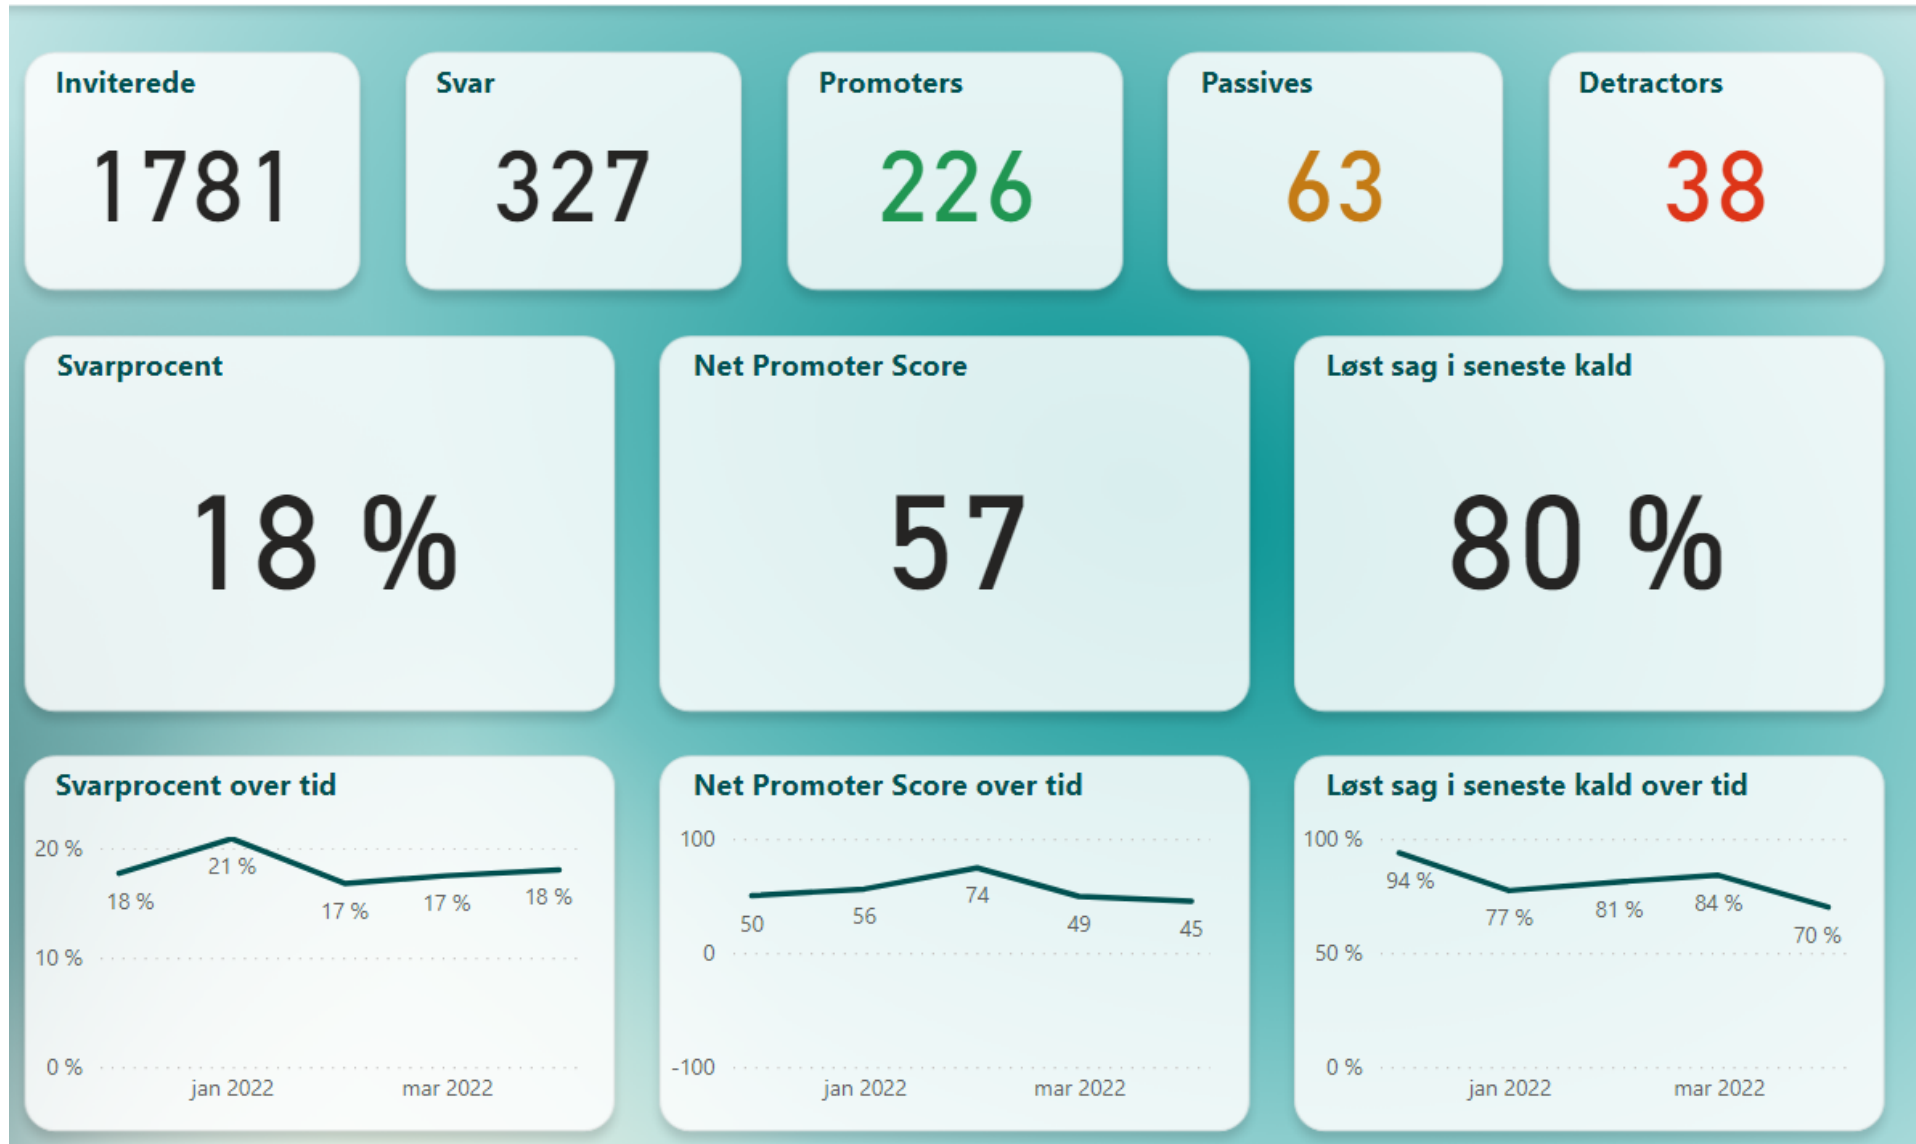 Inviterede
1781
Svar
327
Promoters
226
Passives
63
Detractors
38
Svarprocent
18 %
Net Promoter Score
57
Løst sag i seneste kald
80 %
Svarprocent over tid
20 %
10 %
0 %
18 %
21 %
17 %
17 %
18 %
jan 2022
mar 2022
Net Promoter Score over tid
100
0
-100
50
56
74
49
45
jan 2022
mar 2022
Løst sag i seneste kald over tid
100 %
50 %
0 %
94 %
77 %
81 %
84 %
70 %
jan 2022
mar 2022